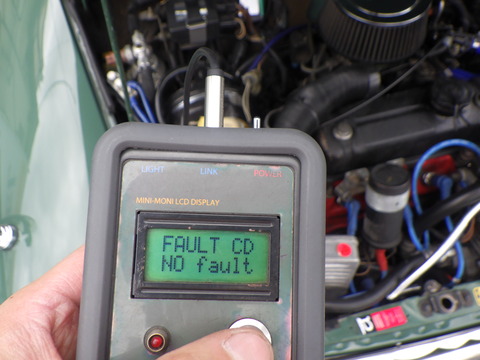 LIGHT LINK POWER
MINI-MONI LCD DISPLAY
FAULT CD
NO fault